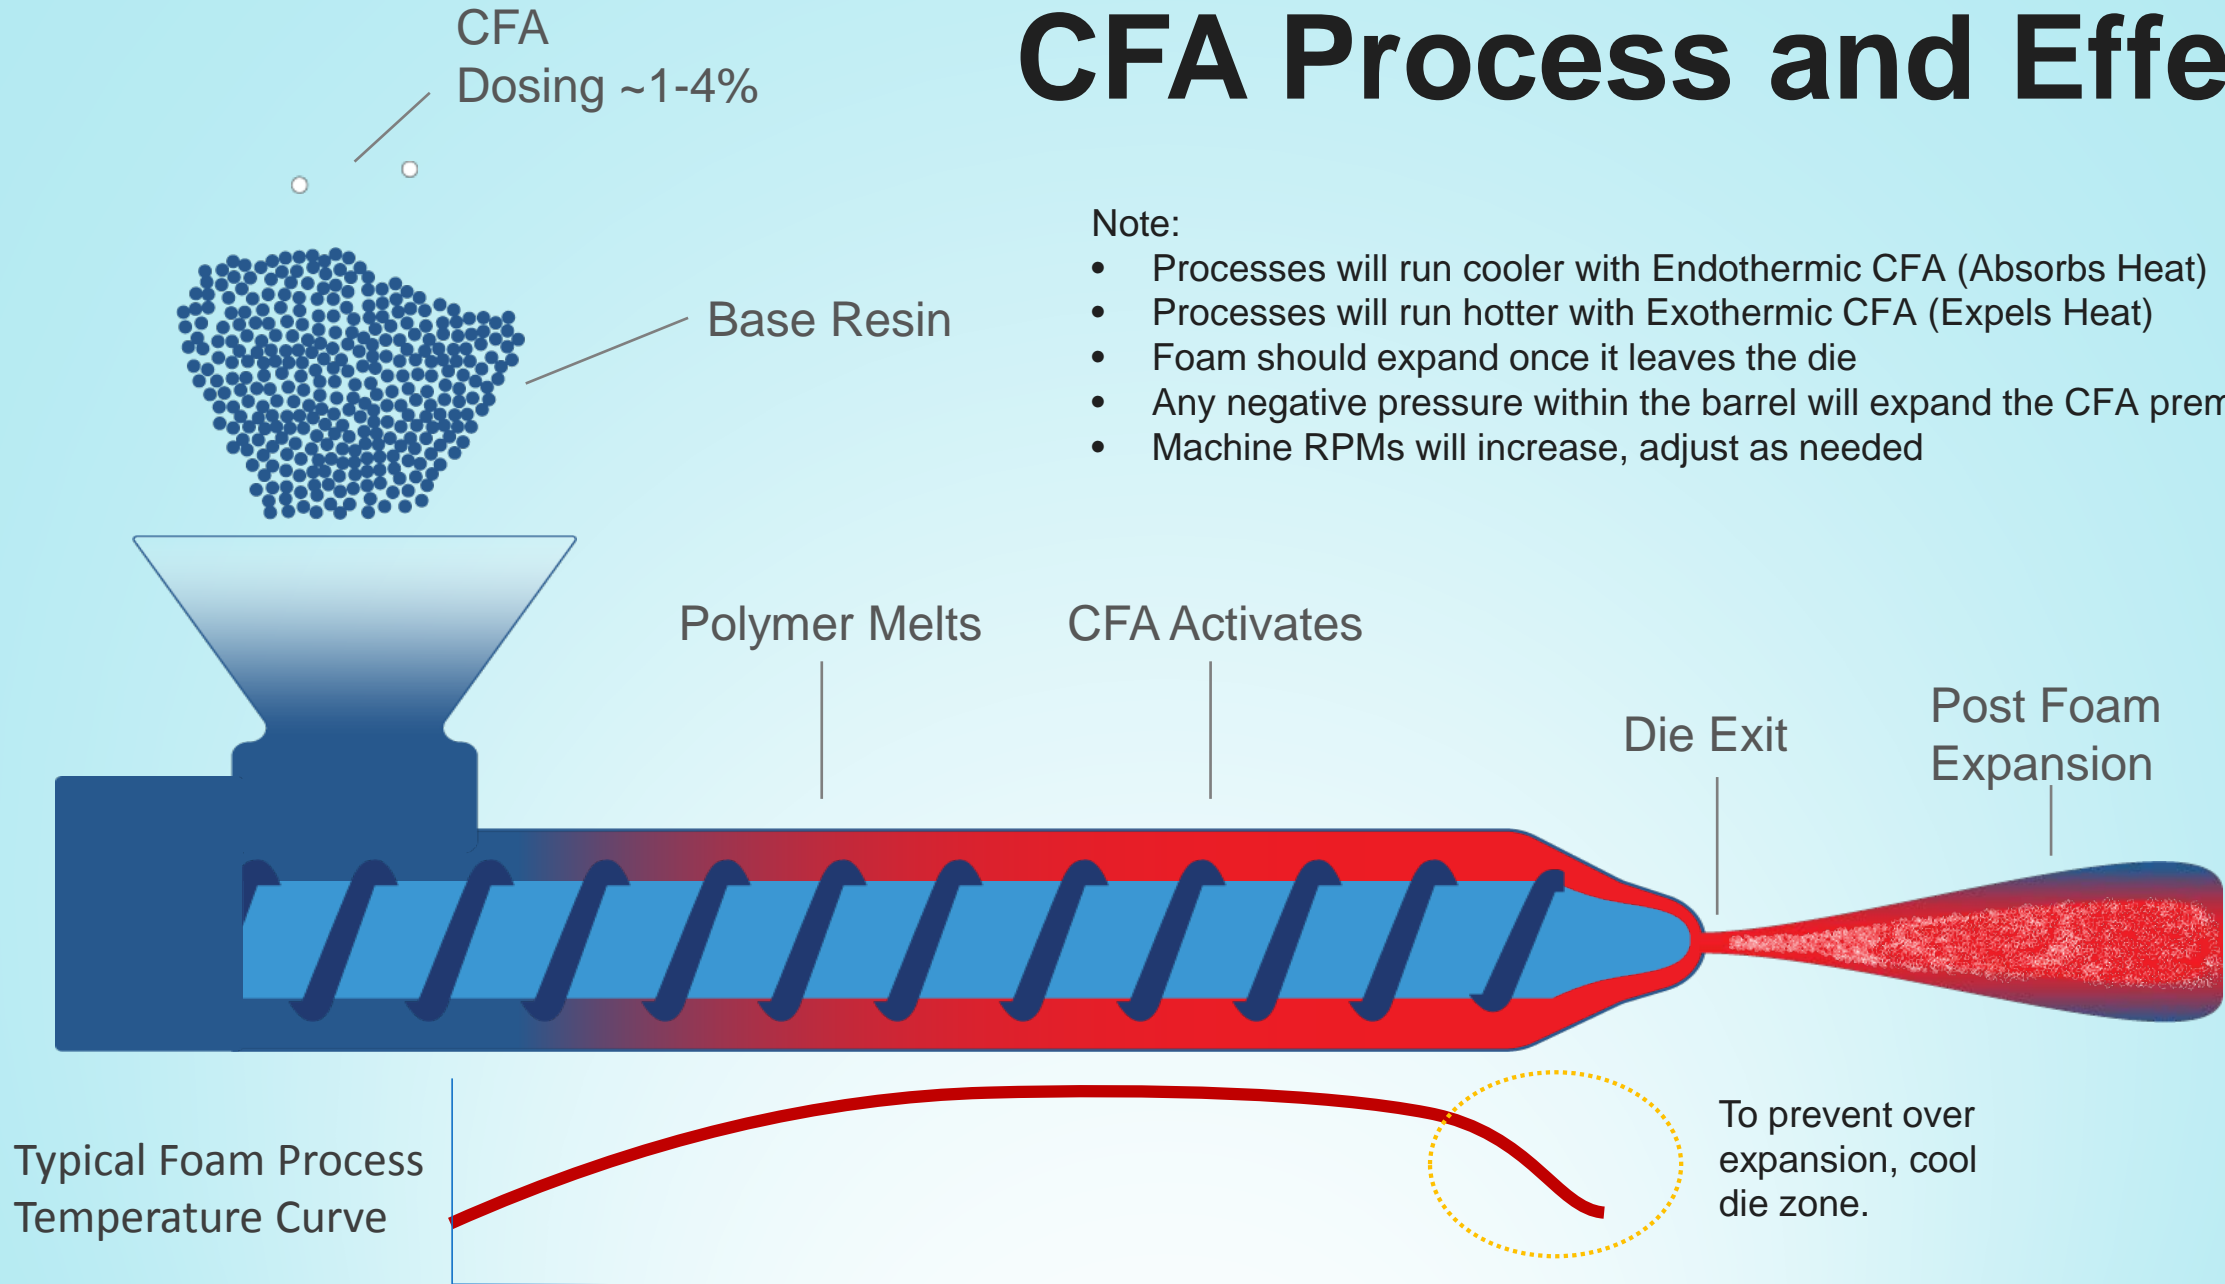 CFA
Dosing ~1-4%
CFA Process and Effe
Note:
• Processes will run cooler with Endothermic CFA (Absorbs Heat)
• Processes will run hotter with Exothermic CFA (Expels Heat)
• Foam should expand once it leaves the die
• Any negative pressure within the barrel will expand the CFA prem
• Machine RPMs will increase, adjust as needed
Base Resin
Polymer Melts
CFA Activates
Die Exit
Post Foam
Expansion
Typical Foam Process
Temperature Curve
To prevent over
expansion, cool
die zone.